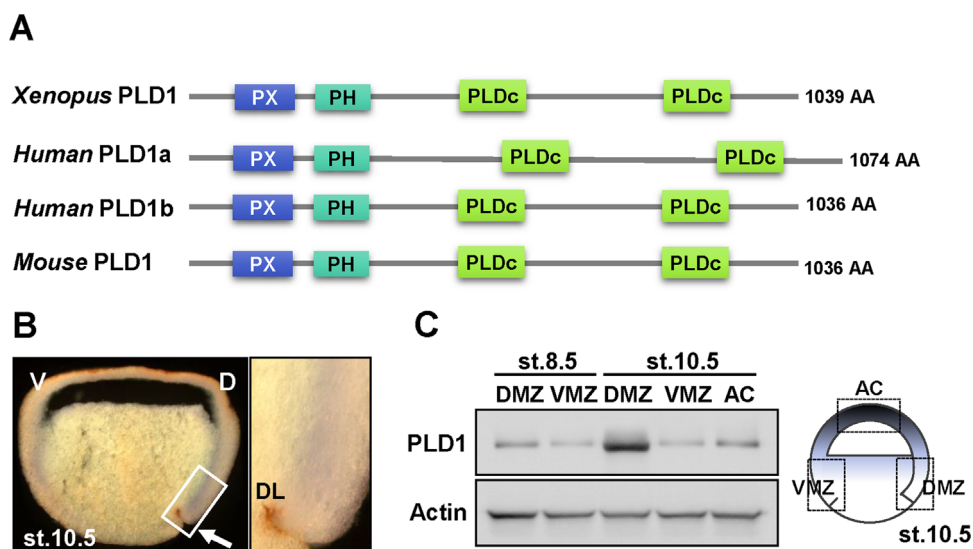 A
Xenopus PLD1 PX PH PLDc PLDc 1039 AA
Human PLD1a PX PH PLDc PLDc 1074 AA
Human PLD1b PX PH PLDc PLDc 1036 AA
Mouse PLD1 PX PH PLDc PLDc 1036 AA
B
V D
DL
st.10.5
C
st.8.5 st.10.5
DMZ VMZ DMZ VMZ AC
PLD1
Actin
AC
VMZ DMZ
st.10.5